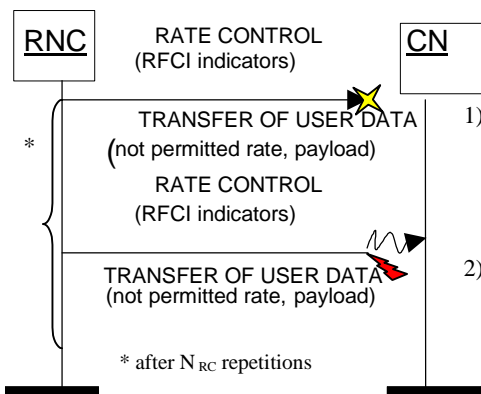 RNC
CN
RATE CONTROL
(RFCI indicators)
TRANSFER OF USER DATA
1)
*
(not permitted rate, payload)
RATE CONTROL
(RFCI indicators)
TRANSFER OF USER DATA
2)
(not permitted rate, payload)
* after N RC repetitions